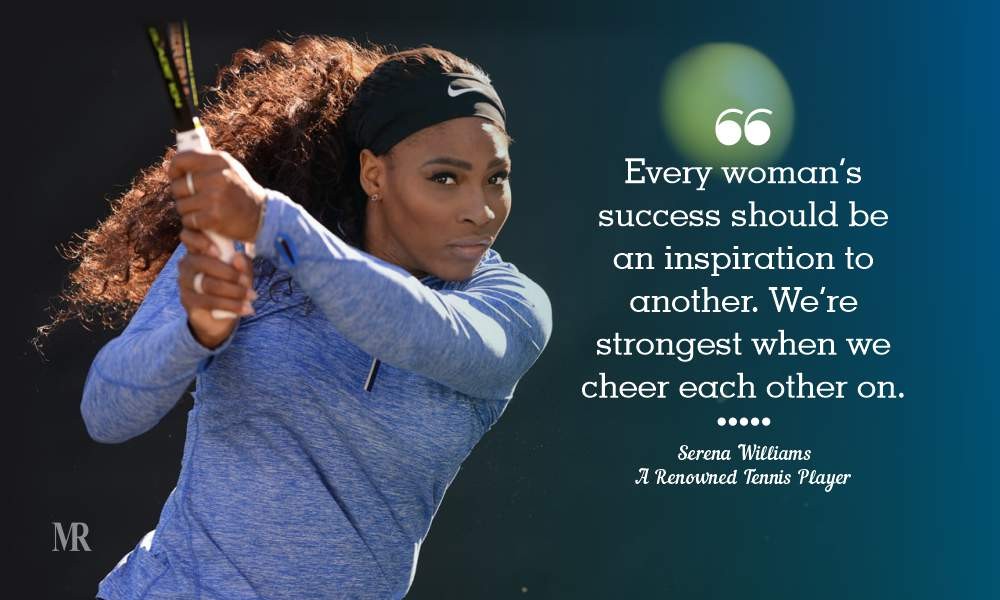 Every woman's
success should be
an inspiration to
another. We're
strongest when we
cheer each other on.
Serena Williams
A Renowned Tennis Player
MR